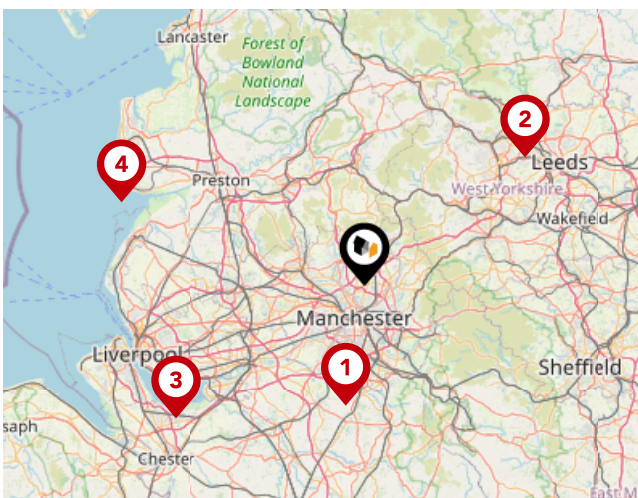 Lancaster
Forest of
Bowland
National
Landscape
2
Leeds
4
Preston
West Yorkshire
Wakefield
Manchester
Liverpool
1
Sheffield
3
saph
Chester
East M